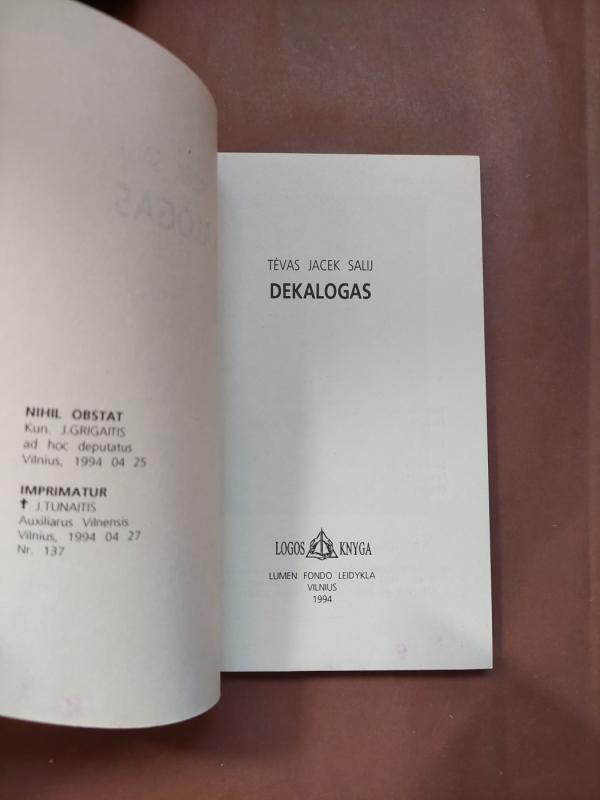 NIHIL OBSTAT
Kun. J.GRIGAITIS
ad hoc deputatus
Vilnius, 1994 04 25
IMPRIMATUR
✝ J.TUNAITIS
Auxiliarus Vilnensis
Vilnius, 1994 04 27
Nr. 137
TĖVAS JACEK SALIJ
DEKALOGAS
LOGOS KNYGA
LUMEN FONDO LEIDYKLA
VILNIUS
1994